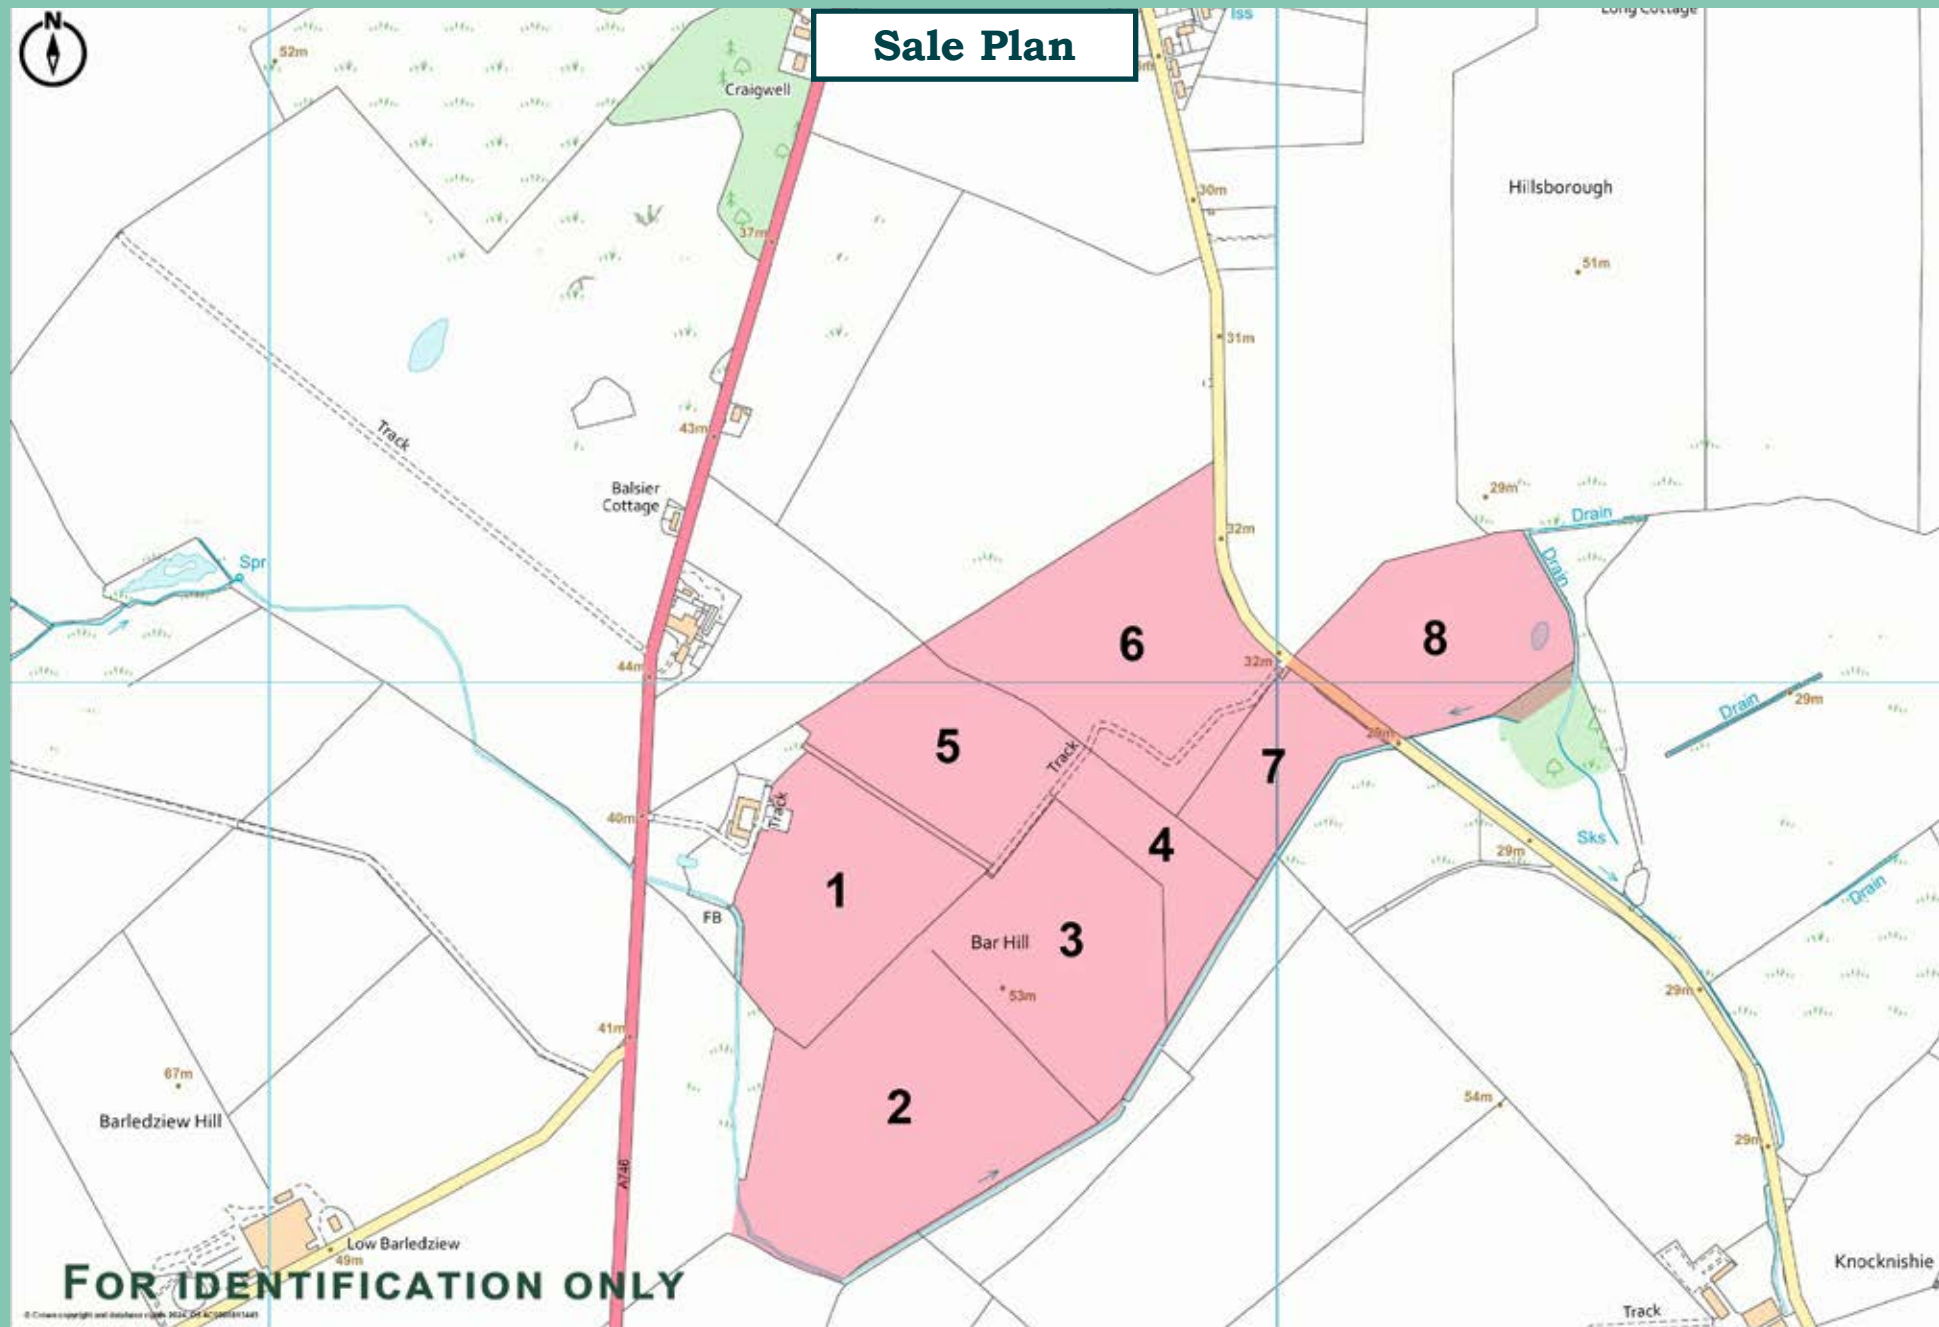 N
Sale Plan
Iss
Long Cottage
52m
Craigwell
30m
Hillsborough
37m
51m
31m
Track
43m
Balsier
Cottage
29m
Drain
32m
Drain
Spr
6
8
32m
44m
Drain
29m
5
Track
29m
7
Track
40m
4
Sks
29m
1
Drain
FB
Bar Hill
3
53m
29m
41m
67m
54m
2
Barledziew Hill
29m
A746
Low Barledziew
49m
Knocknishie
FOR IDENTIFICATION ONLY
Track